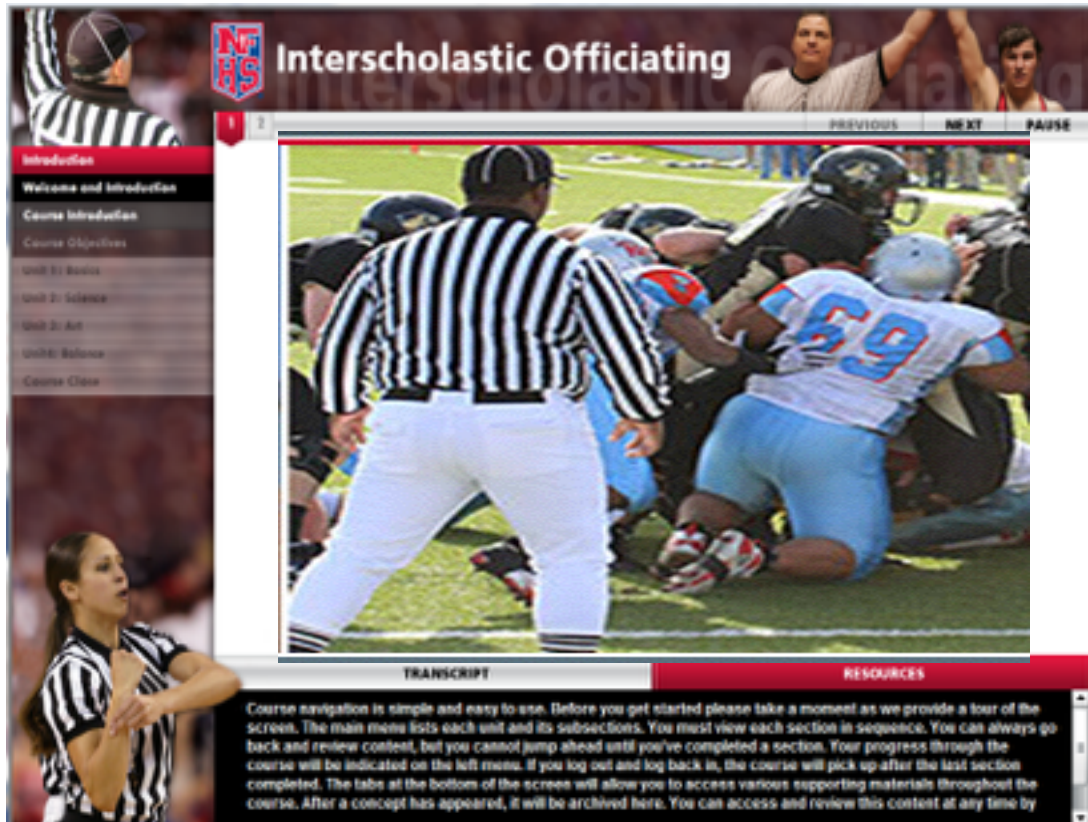 NF
HS
Interscholastic Officiating
1 2
PREVIOUS NEXT PAUSE
Introduction
Welcome and Introduction
Course Introduction
Course Objectives
Unit 1: Basics
Unit 2: Science
Unit 3: Art
Unit4: Balance
Course Close
69
TRANSCRIPT RESOURCES
Course navigation is simple and easy to use. Before you get started please take a moment as we provide a tour of the
screen. The main menu lists each unit and its subsections. You must view each section in sequence. You can always go
back and review content, but you cannot jump ahead until you've completed a section. Your progress through the
course will be indicated on the left menu. If you log out and log back in, the course will pick up after the last section
completed. The tabs at the bottom of the screen will allow you to access various supporting materials throughout the
course. After a concept has appeared, it will be archived here. You can access and review this content at any time by